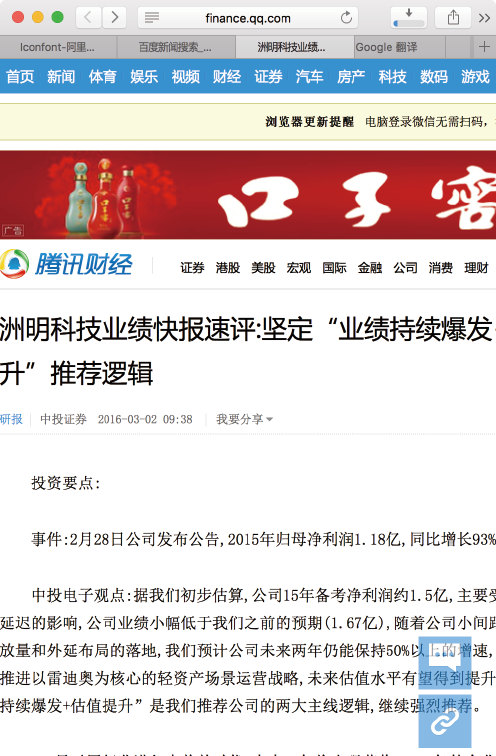 finance.qq.com
Iconfont-阿里...
百度新闻搜索_...
洲明科技业绩...
Google 翻译
首页 新闻 体育 娱乐 视频 财经 证券 汽车 房产 科技 数码 游戏
浏览器更新提醒 电脑登录微信无需扫码,
口子窖
广告
腾讯财经
证券 港股 美股 宏观 国际 金融 公司 消费 理财
洲明科技业绩快报速评:坚定“业绩持续爆发+
升”推荐逻辑
研报 中投证券 2016-03-02 09:38 我要分享
投资要点:
事件:2月28日公司发布公告,2015年归母净利润1.18亿,同比增长93%
中投电子观点:据我们初步估算,公司15年备考净利润约1.5亿,主要受
延迟的影响,公司业绩小幅低于我们之前的预期(1.67亿),随着公司小间距
放量和外延布局的落地,我们预计公司未来两年仍能保持50%以上的增速,
推进以雷迪奥为核心的轻资产场景运营战略,未来估值水平有望得到提升
持续爆发+估值提升”是我们推荐公司的两大主线逻辑,继续强烈推荐。